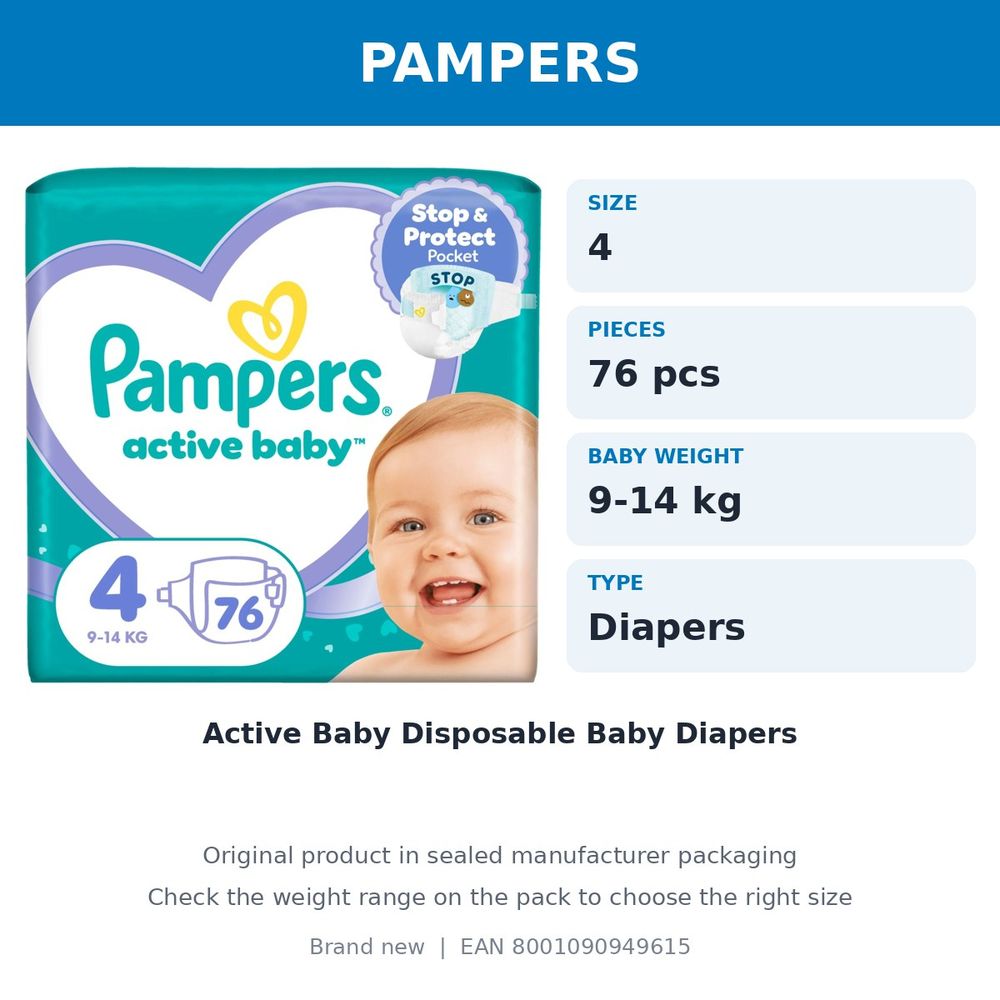 PAMPERS
Stop &
Protect
Pocket
STOP
Pampers®
active baby™
4
76
9-14 KG
SIZE
4
PIECES
76 pcs
BABY WEIGHT
9-14 kg
TYPE
Diapers
Active Baby Disposable Baby Diapers
Original product in sealed manufacturer packaging
Check the weight range on the pack to choose the right size
Brand new | EAN 8001090949615